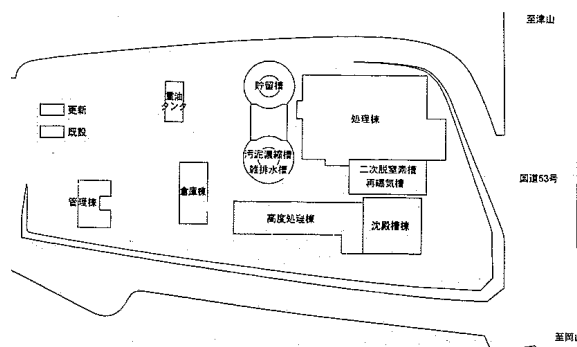 至津山
重油
タンク
貯留槽
更新
既設
処理棟
汚泥濃縮槽
雑排水槽
二次脱窒素槽
再曝気槽
国道53号
管理棟
倉庫棟
高度処理棟
沈殿槽棟
至岡山